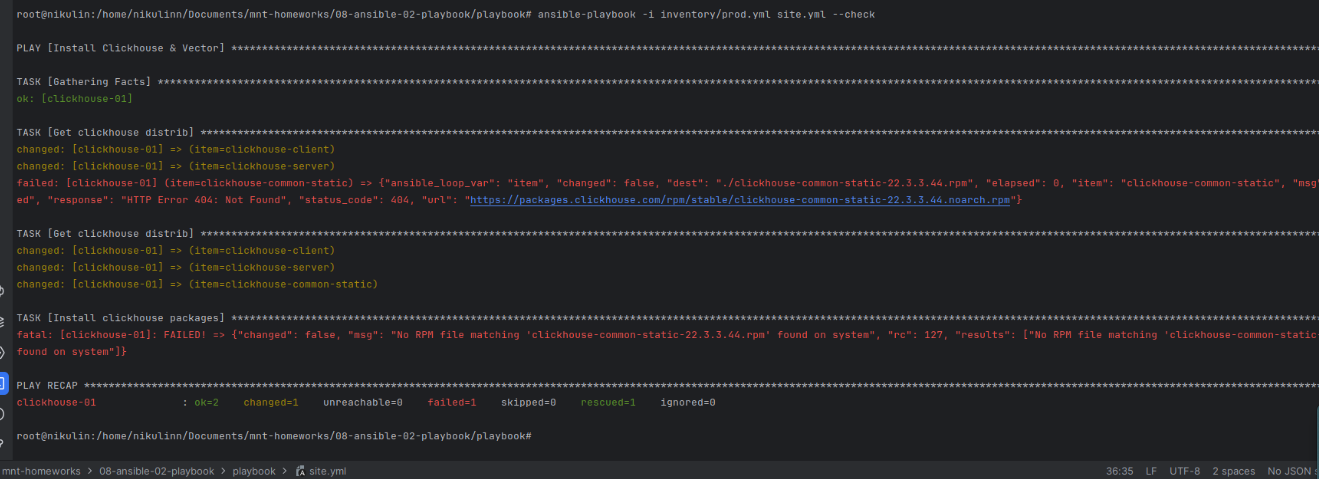 root@nikulin:/home/nikulinn/Documents/mnt-homeworks/08-ansible-02-playbook/playbook# ansible-playbook -i inventory/prod.yml site.yml --check
PLAY [Install Clickhouse & Vector] ****************************************************************************************************************************************************************
TASK [Gathering Facts] ****************************************************************************************************************************************************************************
ok: [clickhouse-01]
TASK [Get clickhouse distrib] *********************************************************************************************************************************************************************
changed: [clickhouse-01] => (item=clickhouse-client)
changed: [clickhouse-01] => (item=clickhouse-server)
failed: [clickhouse-01] (item=clickhouse-common-static) => {"ansible_loop_var": "item", "changed": false, "dest": "./clickhouse-common-static-22.3.3.44.rpm", "elapsed": 0, "item": "clickhouse-common-static", "msg"
ed", "response": "HTTP Error 404: Not Found", "status_code": 404, "url": "https://packages.clickhouse.com/rpm/stable/clickhouse-common-static-22.3.3.44.noarch.rpm"}
TASK [Get clickhouse distrib] *********************************************************************************************************************************************************************
changed: [clickhouse-01] => (item=clickhouse-client)
changed: [clickhouse-01] => (item=clickhouse-server)
changed: [clickhouse-01] => (item=clickhouse-common-static)
TASK [Install clickhouse packages] ****************************************************************************************************************************************************************
fatal: [clickhouse-01]: FAILED! => {"changed": false, "msg": "No RPM file matching 'clickhouse-common-static-22.3.3.44.rpm' found on system", "rc": 127, "results": ["No RPM file matching 'clickhouse-common-static-
found on system"]}
PLAY RECAP ****************************************************************************************************************************************************************************************
clickhouse-01 : ok=2 changed=1 unreachable=0 failed=1 skipped=0 rescued=1 ignored=0
root@nikulin:/home/nikulinn/Documents/mnt-homeworks/08-ansible-02-playbook/playbook#
mnt-homeworks > 08-ansible-02-playbook > playbook > site.yml 36:35 LF UTF-8 2 spaces No JSON